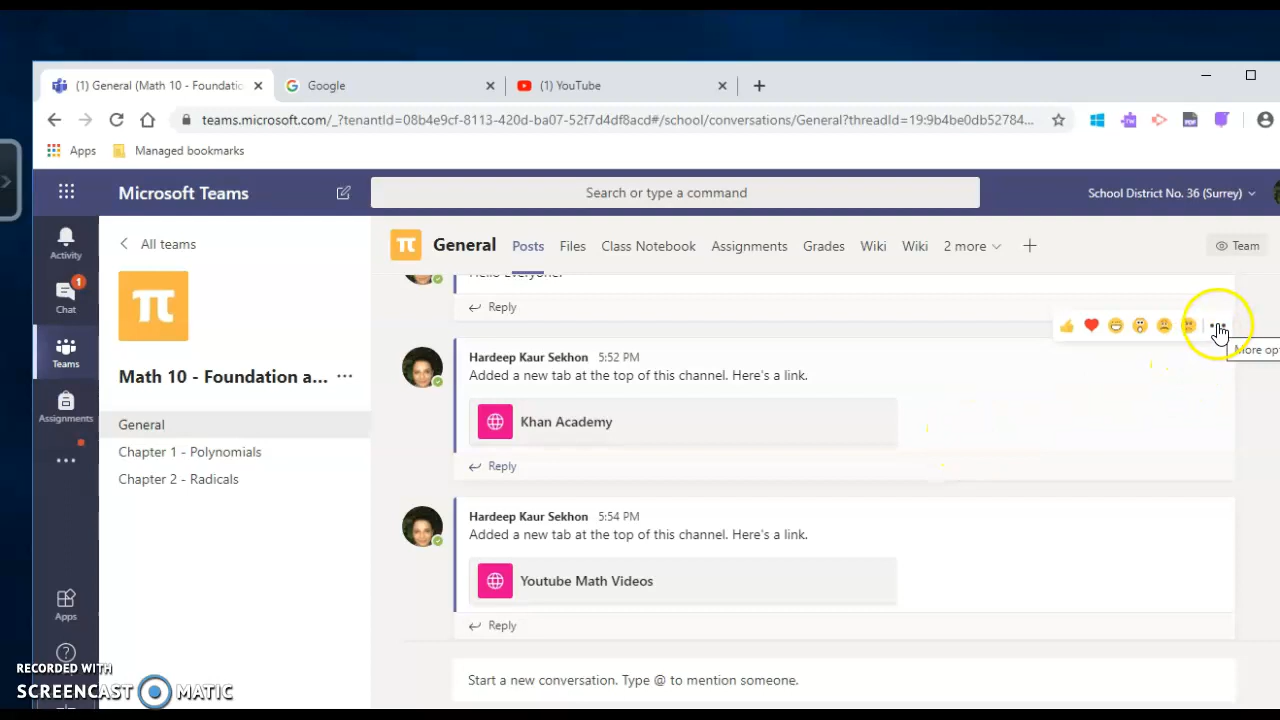 (1) General (Math 10 - Foundatio
Google
(1) YouTube
teams.microsoft.com/_?tenantId=08b4e9cf-8113-420d-ba07-52f7d4df8acd#/school/conversations/General?threadId=19:9b4be0db52784...
Apps
Managed bookmarks
Microsoft Teams
Search or type a command
School District No. 36 (Surrey)
Activity
All teams
General
Posts
Files
Class Notebook
Assignments
Grades
Wiki
Wiki
2 more
Team
Hello Everyone!
Reply
Chat
1
Teams
Assignments
Math 10 - Foundation a...
General
Chapter 1 - Polynomials
Chapter 2 - Radicals
More op
Hardeep Kaur Sekhon 5:52 PM
Added a new tab at the top of this channel. Here's a link.
Khan Academy
Reply
Hardeep Kaur Sekhon 5:54 PM
Added a new tab at the top of this channel. Here's a link.
Youtube Math Videos
Reply
Apps
Start a new conversation. Type @ to mention someone.
RECORDED WITH
SCREENCAST MATIC